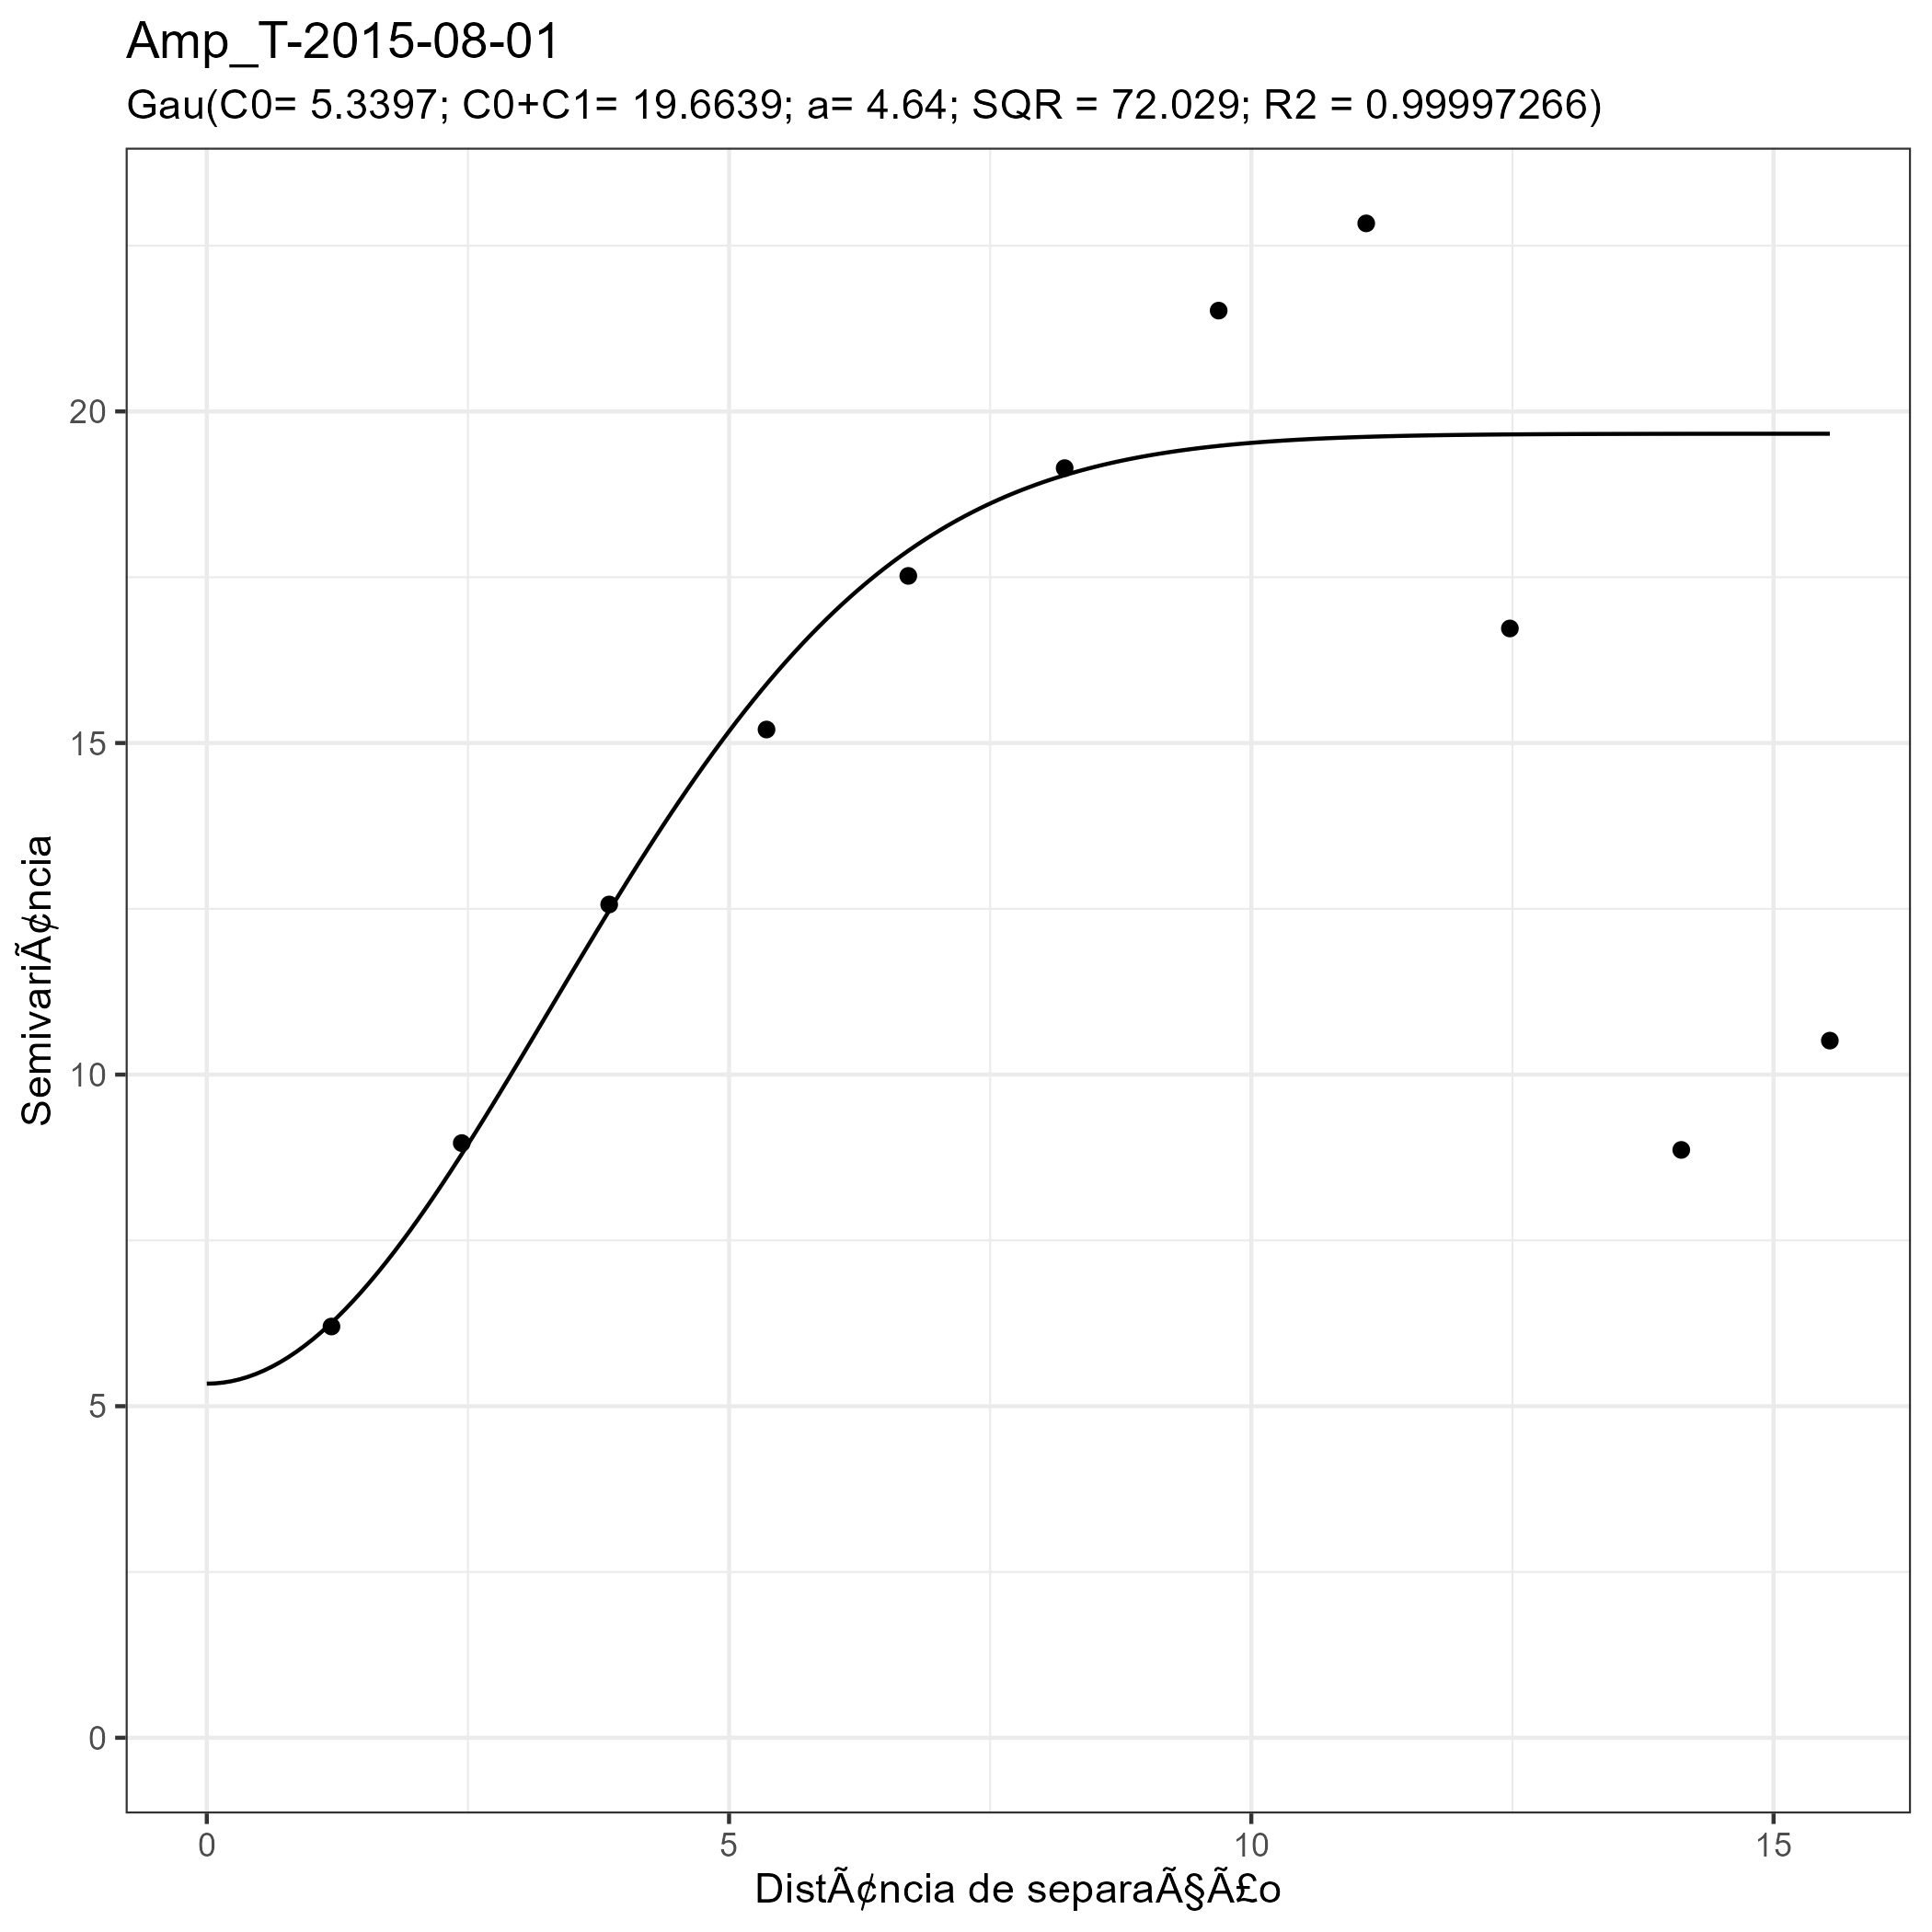 Amp_T-2015-08-01
Gau(C0= 5.3397; C0+C1= 19.6639; a= 4.64; SQR = 72.029; R2 = 0.99997266)
20
15
10
5
0
SemivariÃ¢ncia
0 5 10 15
DistÃ¢ncia de separaÃ§Ã£o